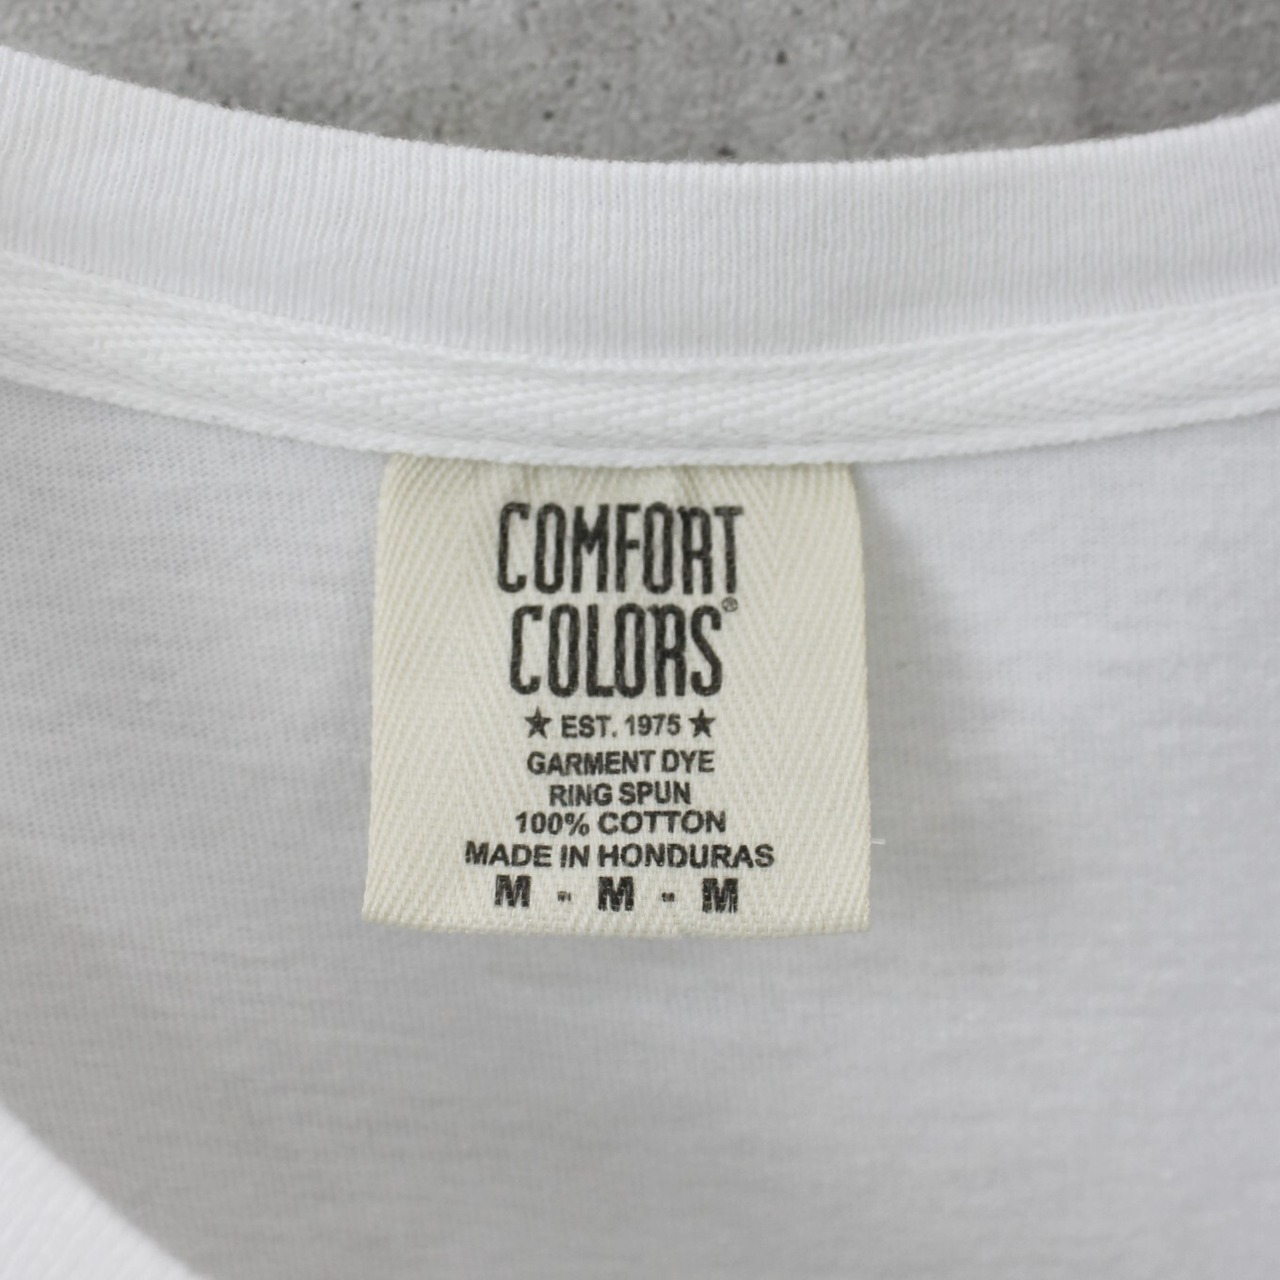 COMFORT
COLORS®
★ EST. 1975 ★
GARMENT DYE
RING SPUN
100% COTTON
MADE IN HONDURAS
M - M - M